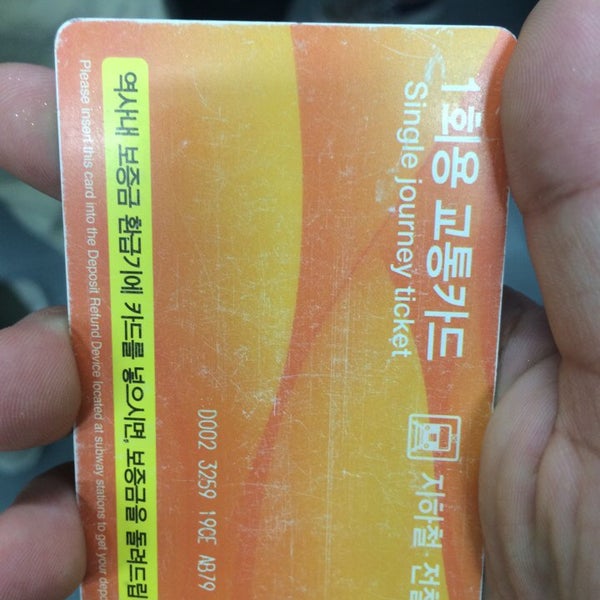 1회용 교통카드
Single journey ticket
지하철·전철
D002 3259 19CE AB79
역사내 보증금 환급기에 카드를 넣으시면, 보증금을 돌려드립
Please insert this card into the Deposit Refund Device located at subway stations to get your depo